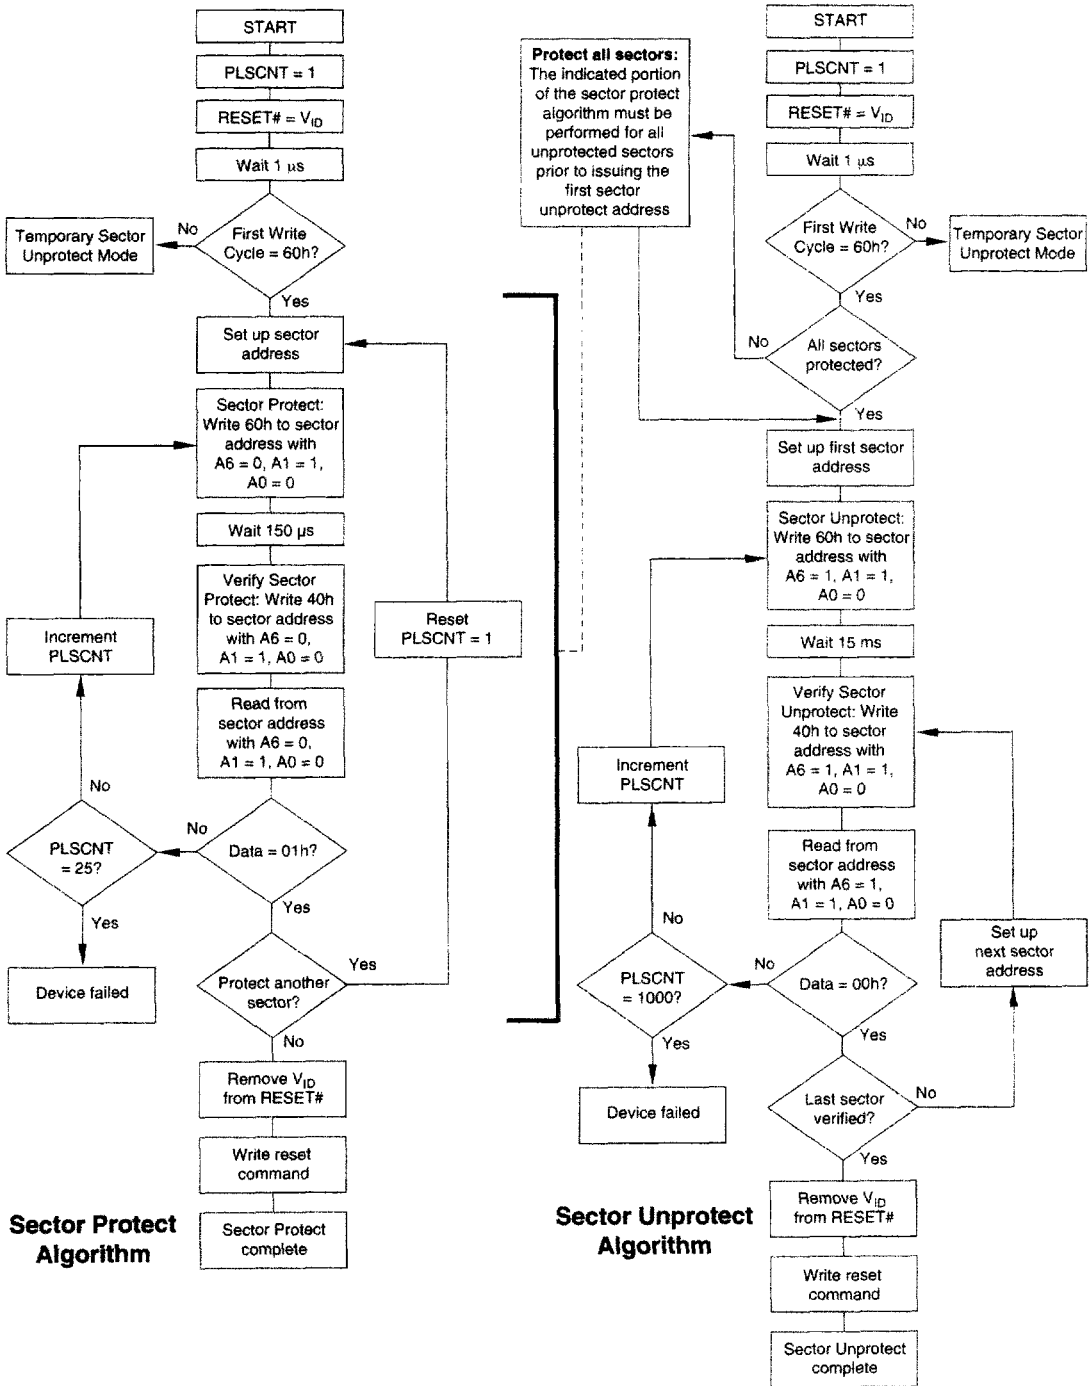 START
PLSCNT = 1
RESET# = VID
Wait 1 μs
First Write
Cycle = 60h?
No
Temporary Sector
Unprotect Mode
Yes
Set up sector
address
Sector Protect:
Write 60h to sector
address with
A6 = 0, A1 = 1,
A0 = 0
Wait 150 μs
Verify Sector
Protect: Write 40h
to sector address
with A6 = 0,
A1 = 1, A0 = 0
Read from
sector address
with A6 = 0,
A1 = 1, A0 = 0
Data = 01h?
No
PLSCNT
= 25?
No
Increment
PLSCNT
Yes
Device failed
Yes
Protect another
sector?
Yes
Reset
PLSCNT = 1
No
Remove VID
from RESET#
Write reset
command
Sector Protect
complete
Sector Protect
Algorithm
Protect all sectors:
The indicated portion
of the sector protect
algorithm must be
performed for all
unprotected sectors
prior to issuing the
first sector
unprotect address
START
PLSCNT = 1
RESET# = VID
Wait 1 μs
First Write
Cycle = 60h?
No
Temporary Sector
Unprotect Mode
Yes
All sectors
protected?
No
Yes
Set up first sector
address
Sector Unprotect:
Write 60h to sector
address with
A6 = 1, A1 = 1,
A0 = 0
Wait 15 ms
Verify Sector
Unprotect: Write
40h to sector
address with
A6 = 1, A1 = 1,
A0 = 0
Read from
sector address
with A6 = 1,
A1 = 1, A0 = 0
Data = 00h?
No
PLSCNT
= 1000?
No
Increment
PLSCNT
Yes
Device failed
Yes
Last sector
verified?
No
Set up
next sector
address
Yes
Remove VID
from RESET#
Write reset
command
Sector Unprotect
complete
Sector Unprotect
Algorithm